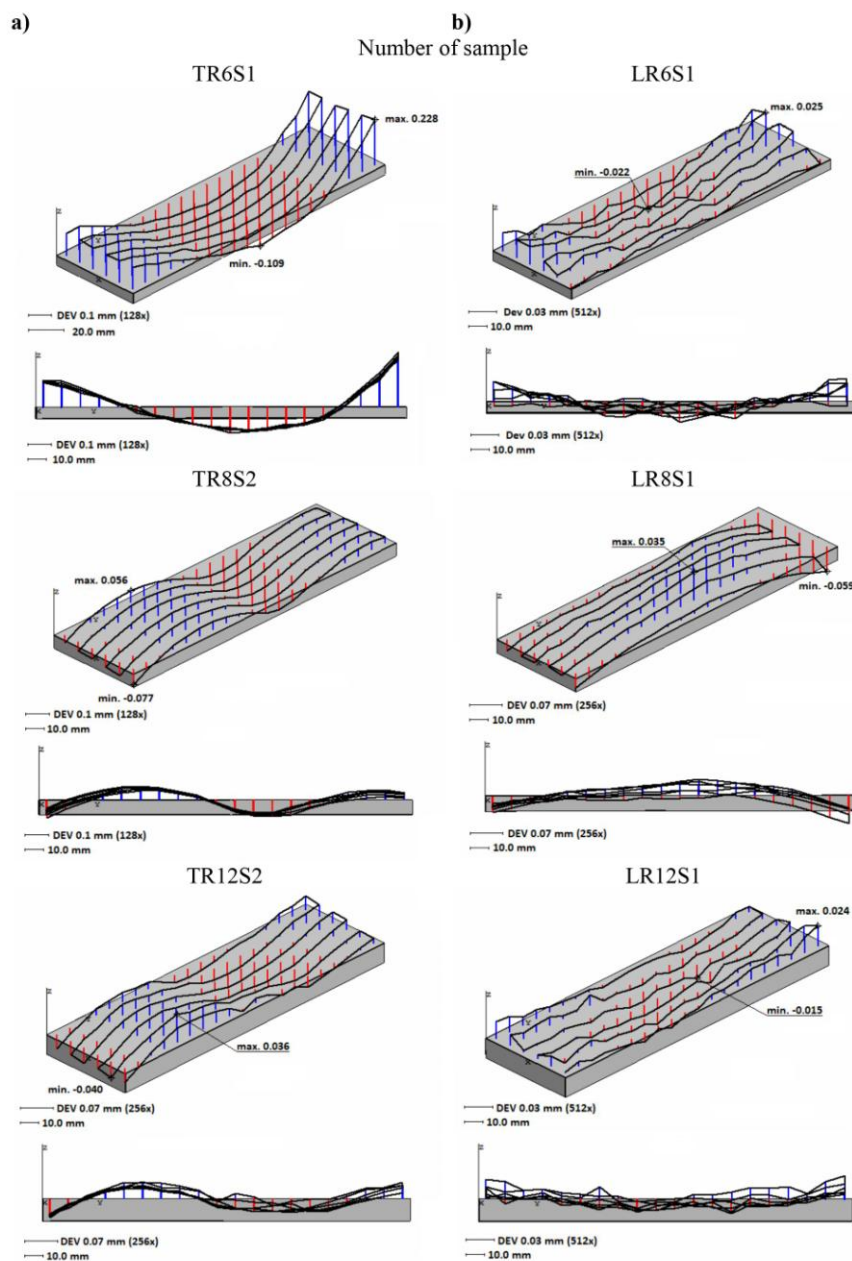 a)
b)
Number of sample
TR6S1
LR6S1
max. 0.228
min. -0.109
DEV 0.1 mm (128x)
20.0 mm
DEV 0.1 mm (128x)
10.0 mm
max. 0.025
min. -0.022
Dev 0.03 mm (512x)
10.0 mm
Dev 0.03 mm (512x)
10.0 mm
TR8S2
LR8S1
max. 0.056
min. -0.077
DEV 0.1 mm (128x)
10.0 mm
DEV 0.1 mm (128x)
10.0 mm
max. 0.035
min. -0.059
DEV 0.07 mm (256x)
10.0 mm
DEV 0.07 mm (256x)
10.0 mm
TR12S2
LR12S1
max. 0.036
min. -0.040
DEV 0.07 mm (256x)
10.0 mm
DEV 0.07 mm (256x)
10.0 mm
max. 0.024
min. -0.015
DEV 0.03 mm (512x)
10.0 mm
DEV 0.03 mm (512x)
10.0 mm